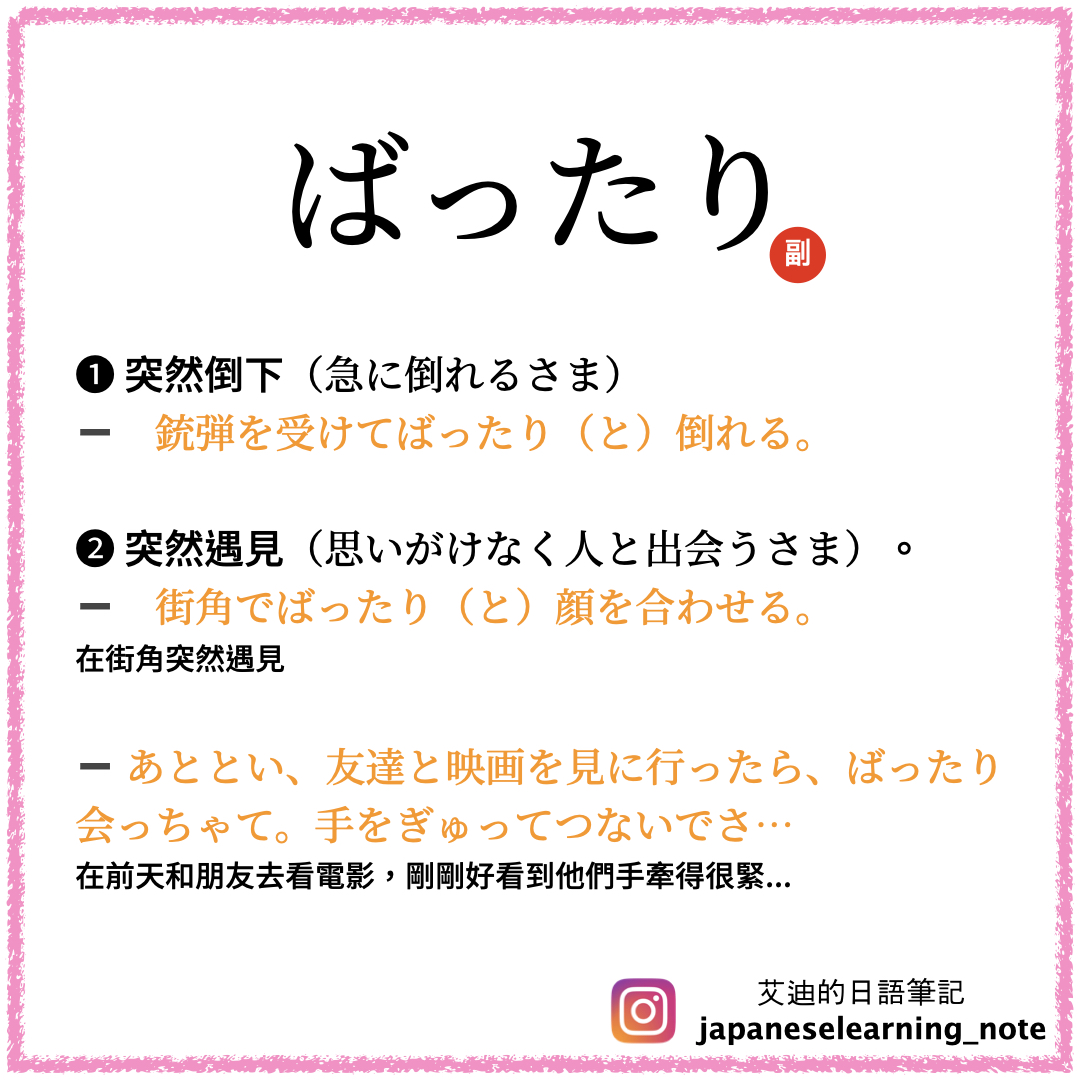 ばったり
副
❶ 突然倒下（急に倒れるさま）
ー　銃弾を受けてばったり（と）倒れる。
❷ 突然遇見（思いがけなく人と出会うさま）。
ー　街角でばったり（と）顔を合わせる。
在街角突然遇見
ー あととい、友達と映画を見に行ったら、ばったり
会っちゃて。手をぎゅってつないでさ…
在前天和朋友去看電影，剛剛好看到他們手牽得很緊...
艾迪的日語筆記
japaneselearning_note